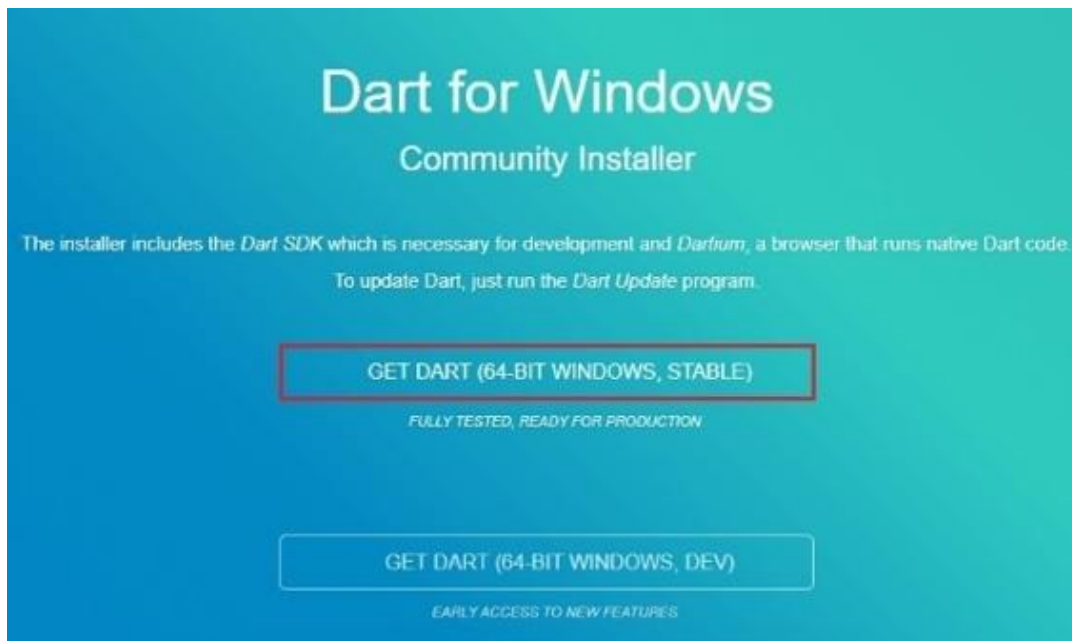 Dart for Windows
Community Installer
The installer includes the Dart SDK which is necessary for development and Dartium, a browser that runs native Dart code.
To update Dart, just run the Dart Update program.
GET DART (64-BIT WINDOWS, STABLE)
FULLY TESTED, READY FOR PRODUCTION
GET DART (64-BIT WINDOWS, DEV)
EARLY ACCESS TO NEW FEATURES